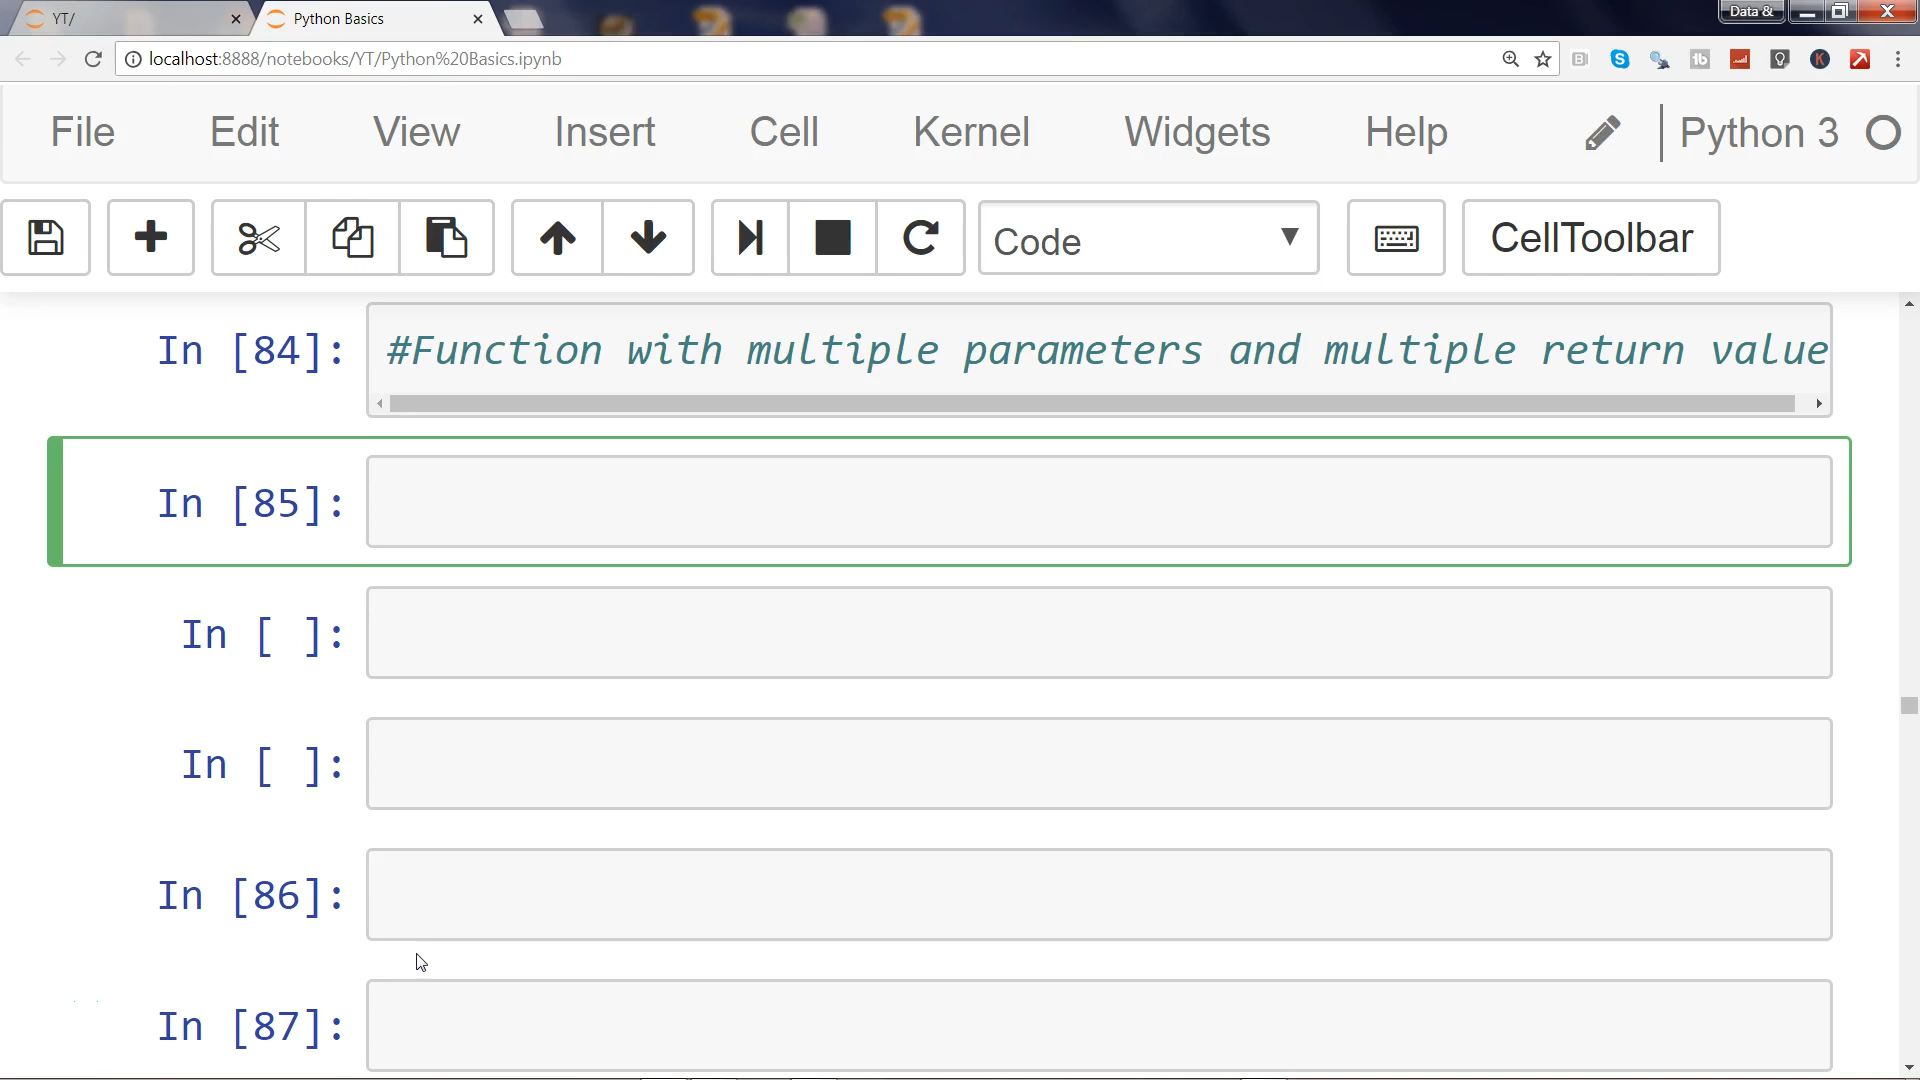 YT/
Python Basics
Data &
localhost:8888/notebooks/YT/Python%20Basics.ipynb
File Edit View Insert Cell Kernel Widgets Help Python 3
Code CellToolbar
In [84]: #Function with multiple parameters and multiple return value
In [85]:
In [ ]:
In [ ]:
In [86]:
In [87]: